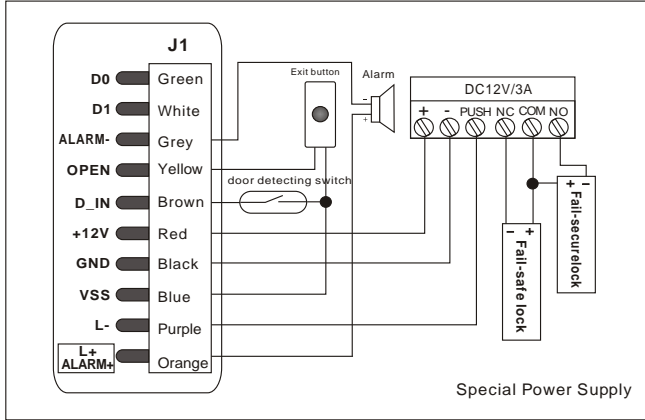 J1
D0 Green
D1 White
ALARM- Grey
OPEN Yellow
D_IN Brown
+12V Red
GND Black
VSS Blue
L- Purple
L+
ALARM+ Orange
Exit button
Alarm
-
+
door detecting switch
DC12V/3A
+ - PUSH NC COM NO
- +
Fail-safe lock
+ -
Fail-securelock
Special Power Supply